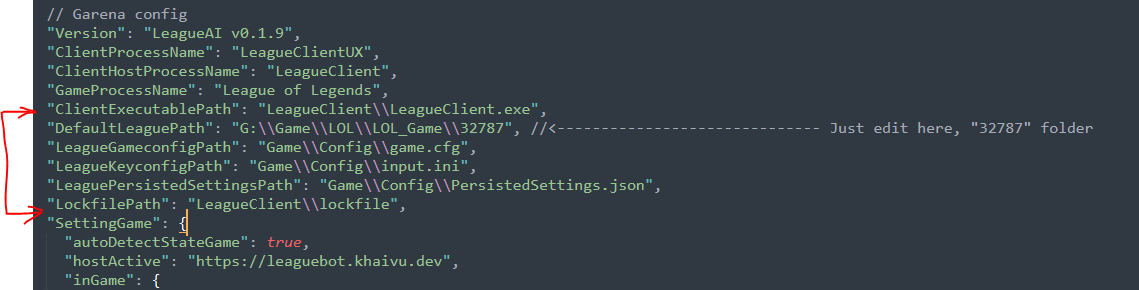 // Garena config
"Version": "LeagueAI v0.1.9",
"ClientProcessName": "LeagueClientUX",
"ClientHostProcessName": "LeagueClient",
"GameProcessName": "League of Legends",
"ClientExecutablePath": "LeagueClient\\LeagueClient.exe",
"DefaultLeaguePath": "G:\\Game\\LOL\\LOL_Game\\32787", //<------------------------------ Just edit here, "32787" folder
"LeagueGameconfigPath": "Game\\Config\\game.cfg",
"LeagueKeyconfigPath": "Game\\Config\\input.ini",
"LeaguePersistedSettingsPath": "Game\\Config\\PersistedSettings.json",
"LockfilePath": "LeagueClient\\lockfile",
"SettingGame": {
"autoDetectStateGame": true,
"hostActive": "https://leaguebot.khaivu.dev",
"inGame": {